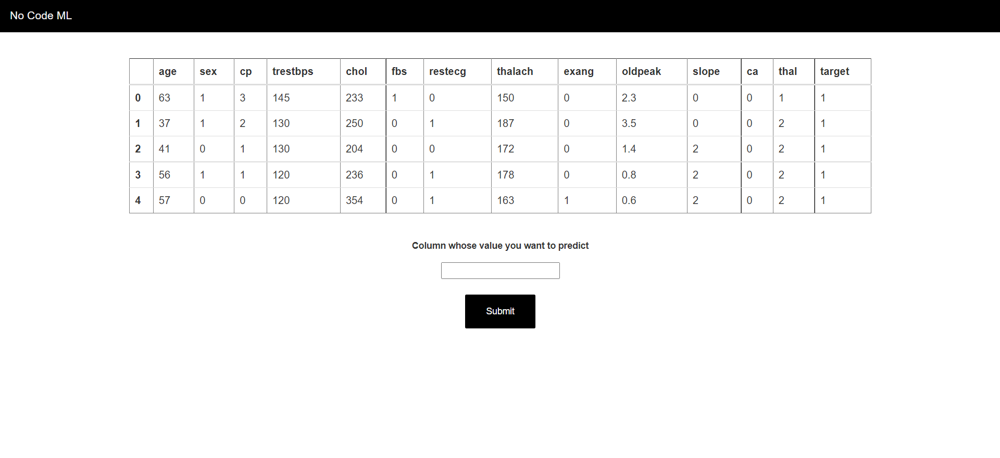 No Code ML
age sex cp trestbps chol fbs restecg thalach exang oldpeak slope ca thal target
0 63 1 3 145 233 1 0 150 0 2.3 0 0 1 1
1 37 1 2 130 250 0 1 187 0 3.5 0 0 2 1
2 41 0 1 130 204 0 0 172 0 1.4 2 0 2 1
3 56 1 1 120 236 0 1 178 0 0.8 2 0 2 1
4 57 0 0 120 354 0 1 163 1 0.6 2 0 2 1
Column whose value you want to predict
Submit